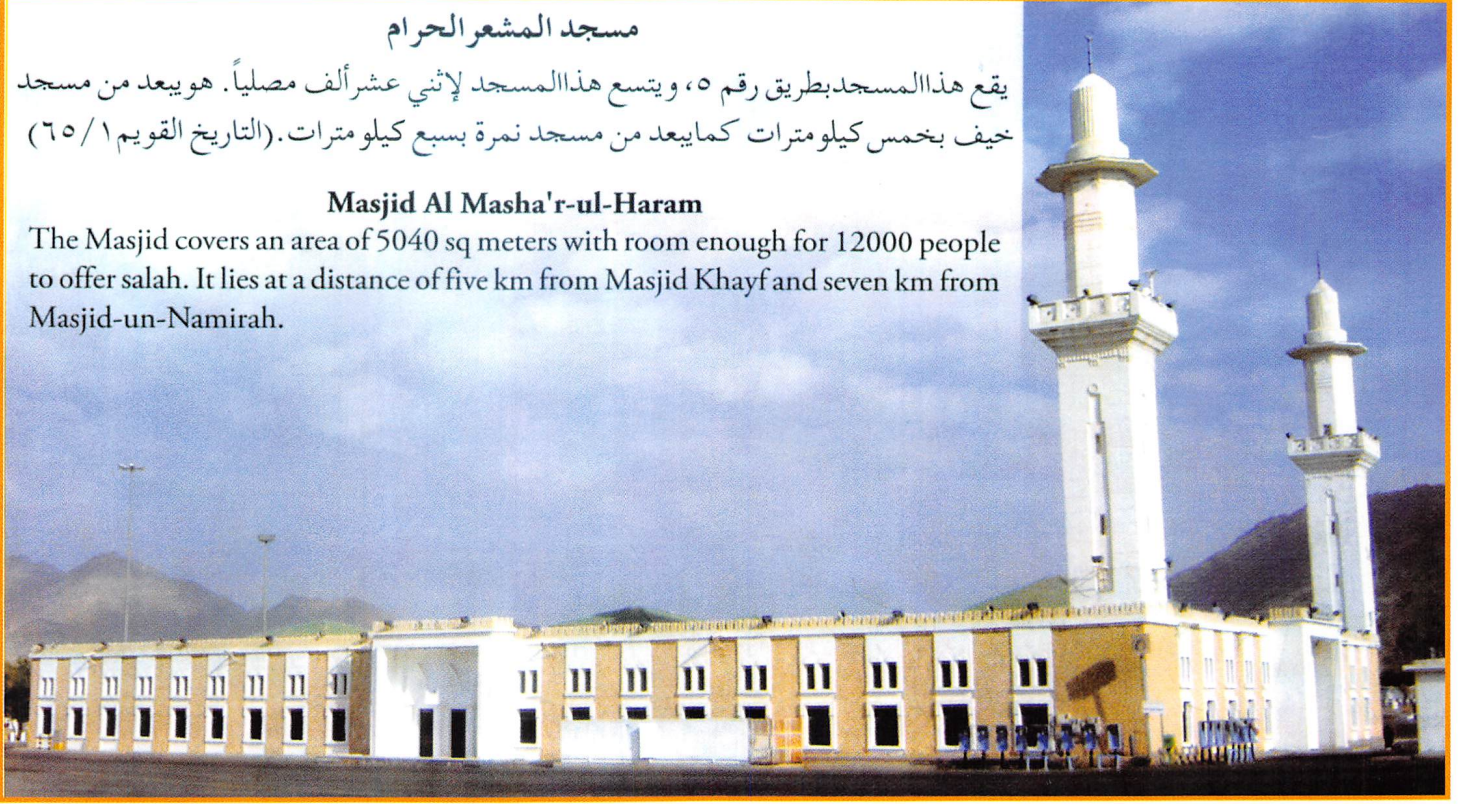 مسجد المشعر الحرام
يقع هذاالمسجدبطريق رقم ٥، ويتسع هذاالمسجد لإثني عشرألف مصلياً. هويبعد من مسجد
خيف بخمس كيلو مترات كمايبعد من مسجد نمرة بسبع كيلو مترات.(التاريخ القويم٦٥/١)
Masjid Al Masha'r-ul-Haram
The Masjid covers an area of 5040 sq meters with room enough for 12000 people
to offer salah. It lies at a distance of five km from Masjid Khayf and seven km from
Masjid-un-Namirah.